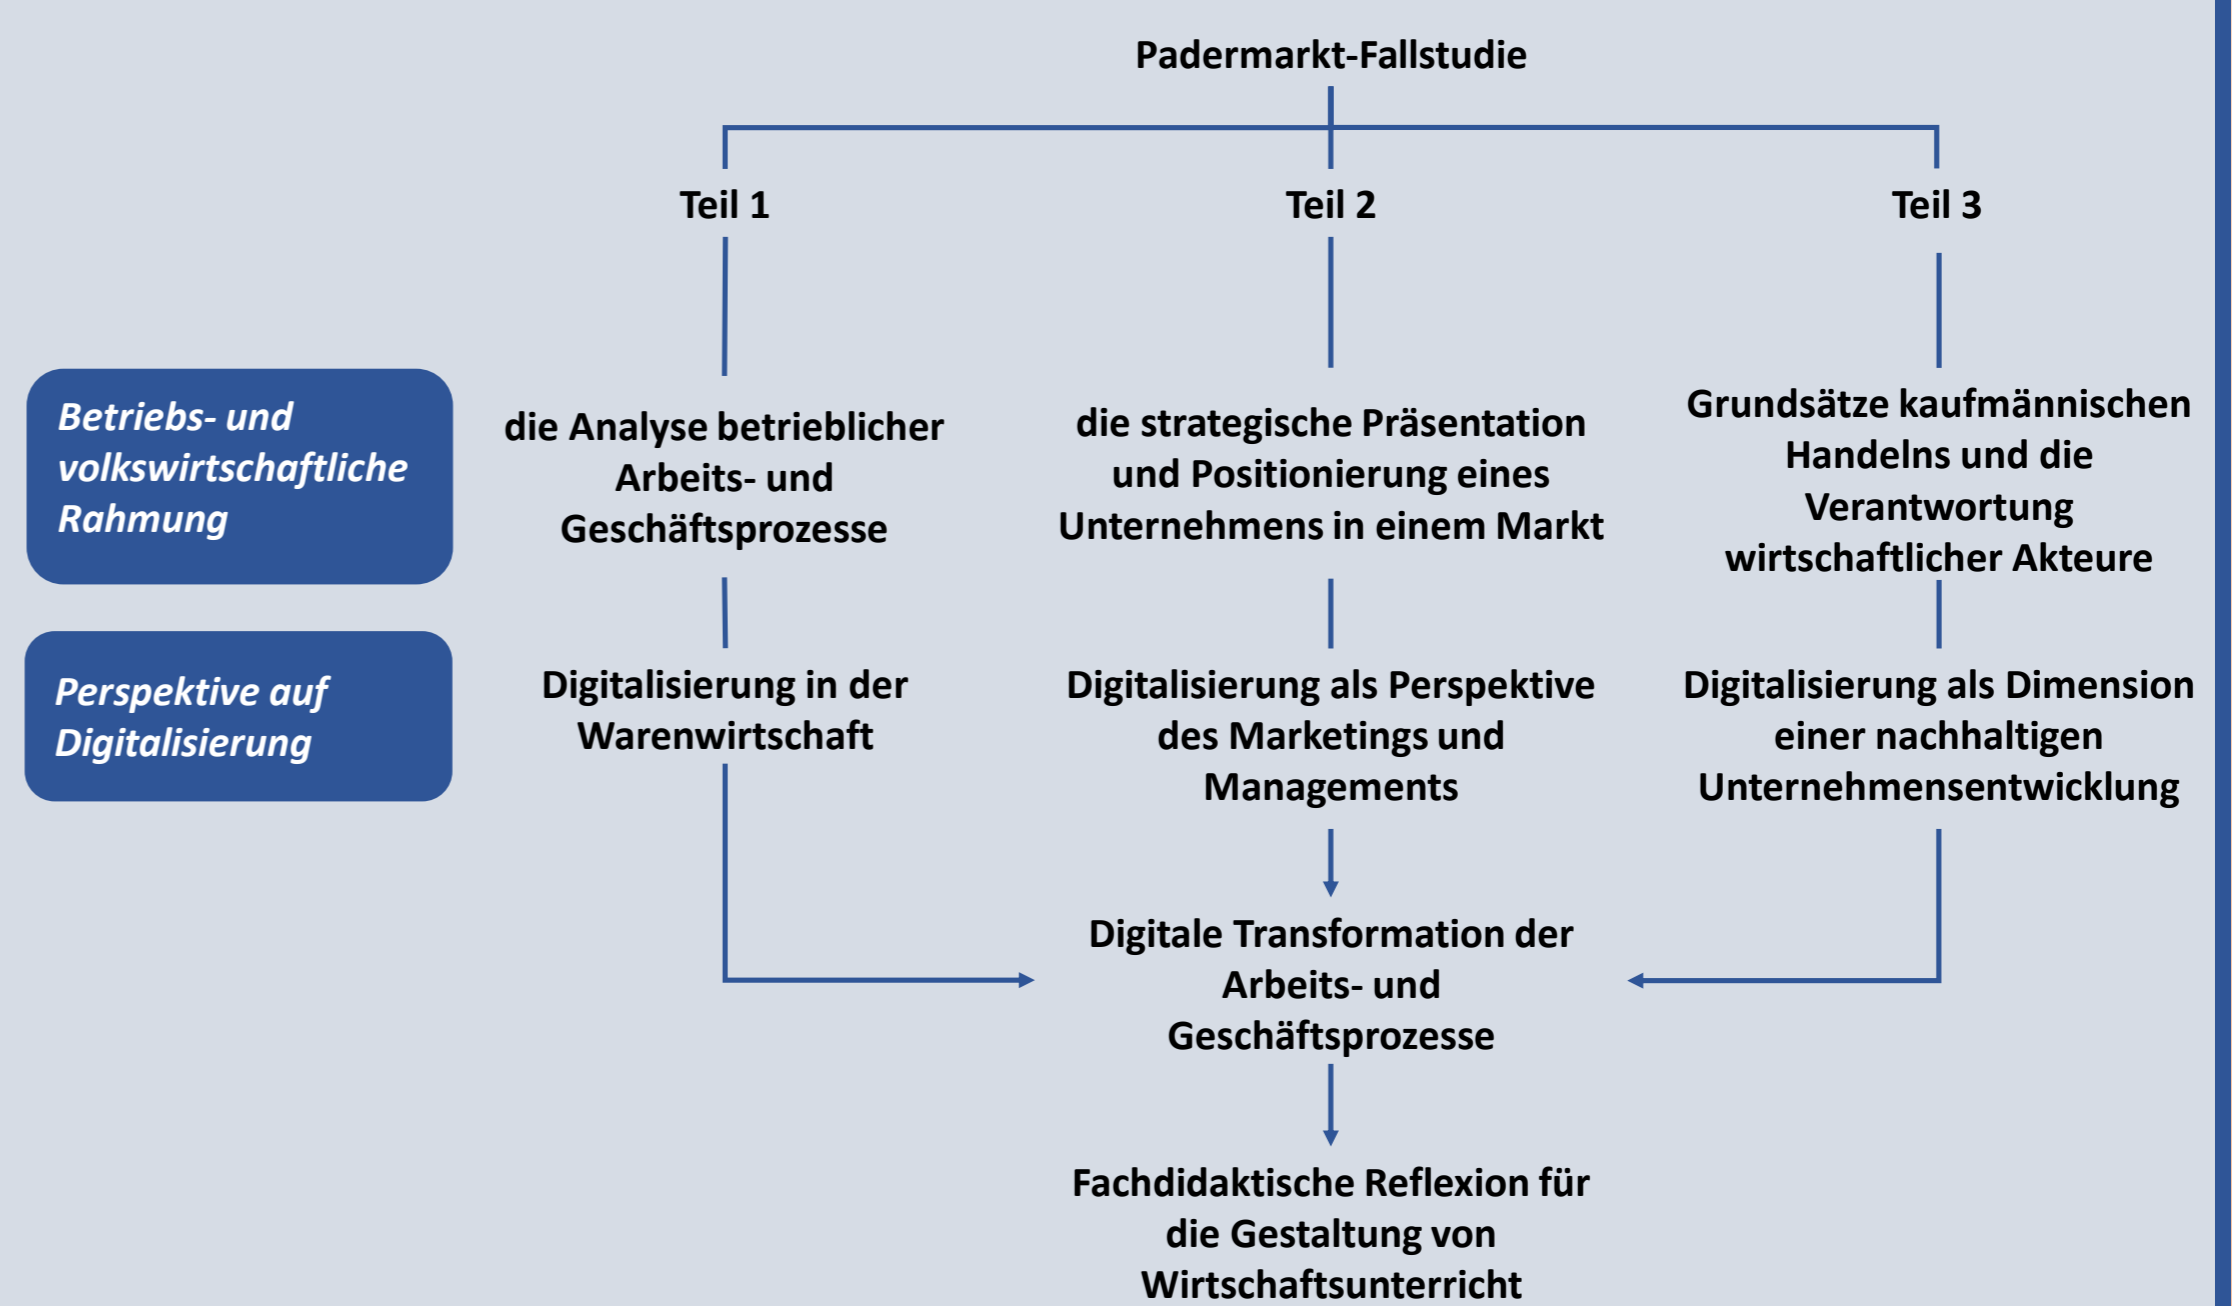 Padermarkt-Fallstudie
Teil 1
Teil 2
Teil 3
Betriebs- und
volkswirtschaftliche
Rahmung
die Analyse betrieblicher
Arbeits- und
Geschäftsprozesse
die strategische Präsentation
und Positionierung eines
Unternehmens in einem Markt
Grundsätze kaufmännischen
Handelns und die
Verantwortung
wirtschaftlicher Akteure
Perspektive auf
Digitalisierung
Digitalisierung in der
Warenwirtschaft
Digitalisierung als Perspektive
des Marketings und
Managements
Digitalisierung als Dimension
einer nachhaltigen
Unternehmensentwicklung
Digitale Transformation der
Arbeits- und
Geschäftsprozesse
Fachdidaktische Reflexion für
die Gestaltung von
Wirtschaftsunterricht